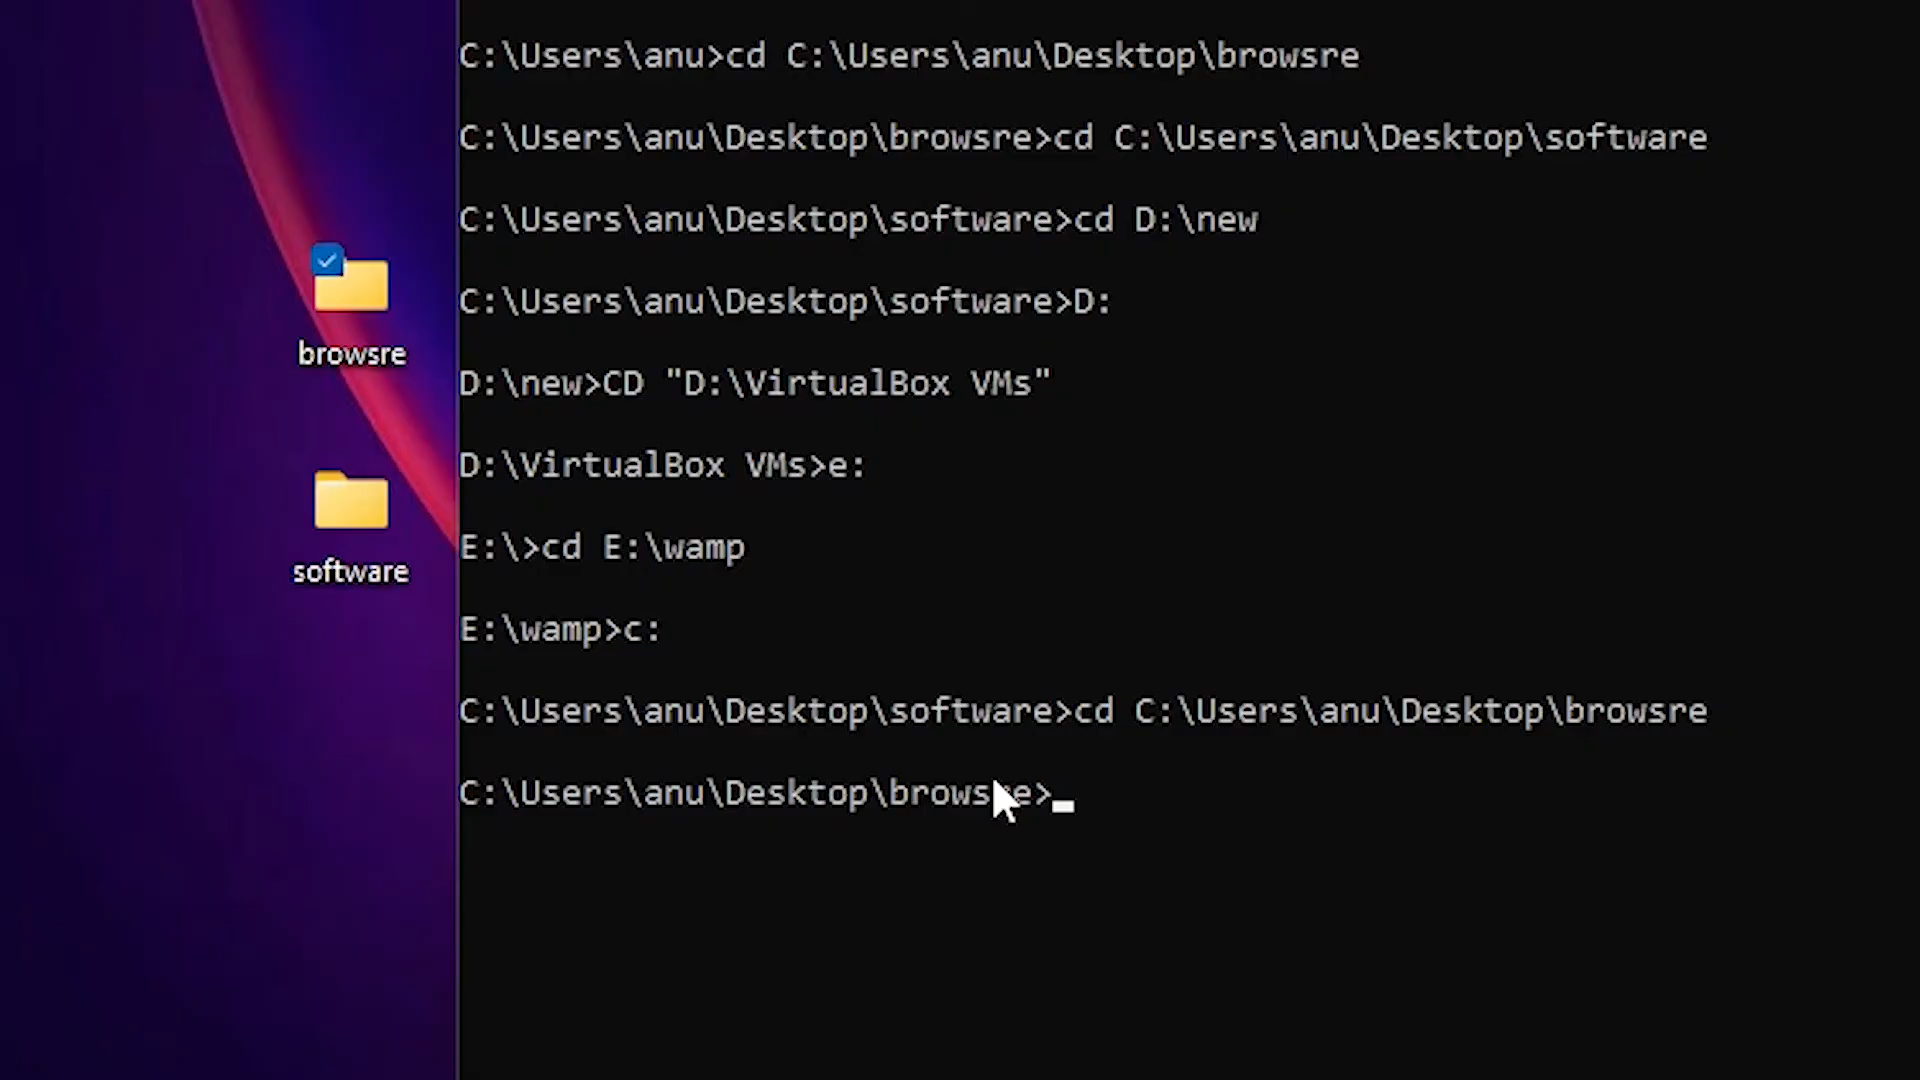 C:\Users\anu>cd C:\Users\anu\Desktop\browsre
C:\Users\anu\Desktop\browsre>cd C:\Users\anu\Desktop\software
C:\Users\anu\Desktop\software>cd D:\new
C:\Users\anu\Desktop\software>D:
D:\new>CD "D:\VirtualBox VMs"
D:\VirtualBox VMs>e:
E:\>cd E:\wamp
E:\wamp>c:
C:\Users\anu\Desktop\software>cd C:\Users\anu\Desktop\browsre
C:\Users\anu\Desktop\browsre>
browsre
software